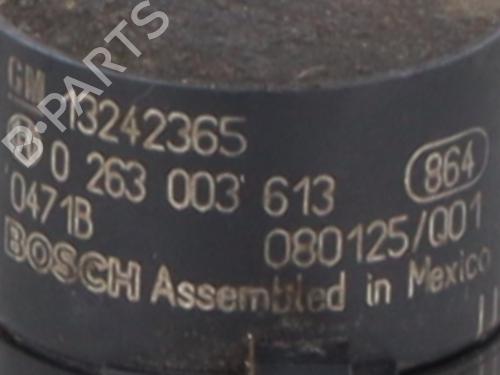 B-PARTS
GM 13242365
0 263 003 613
864
0471B 080125/001
BOSCH Assembled in Mexico